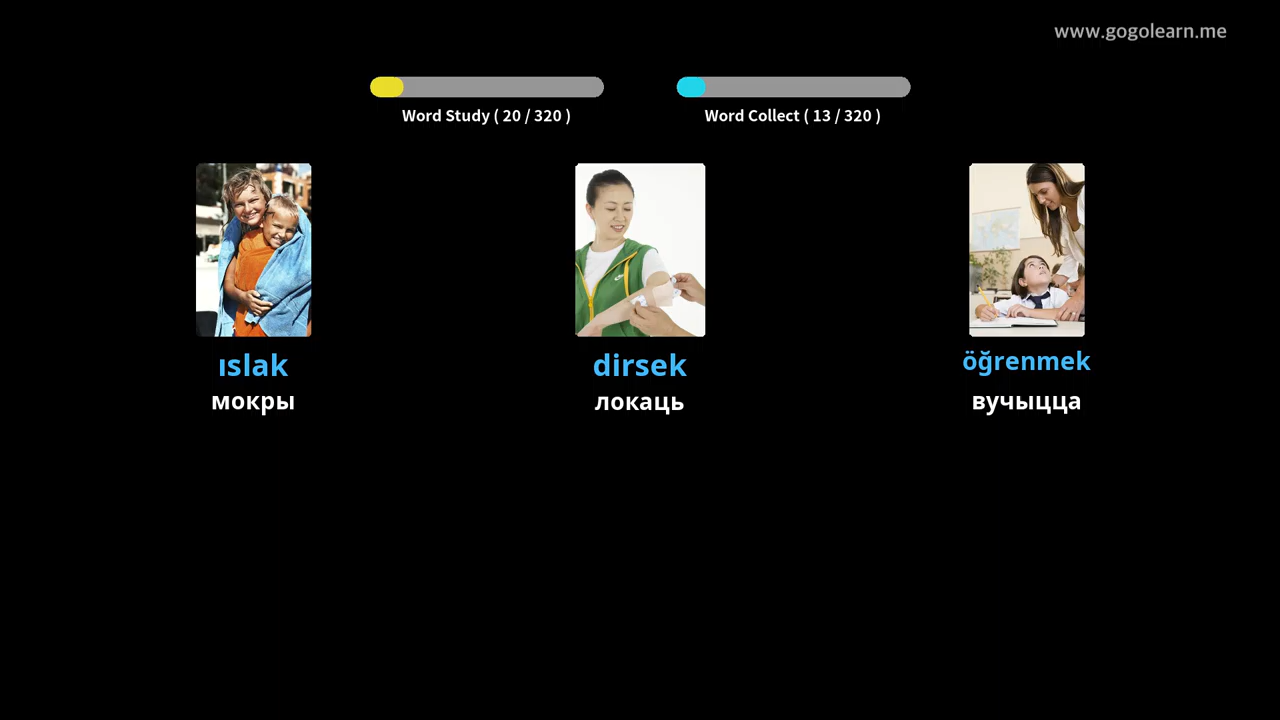 www.gogolearn.me
Word Study ( 20 / 320 )
Word Collect ( 13 / 320 )
ıslak
мокры
dirsek
локаць
öğrenmek
вучыцца